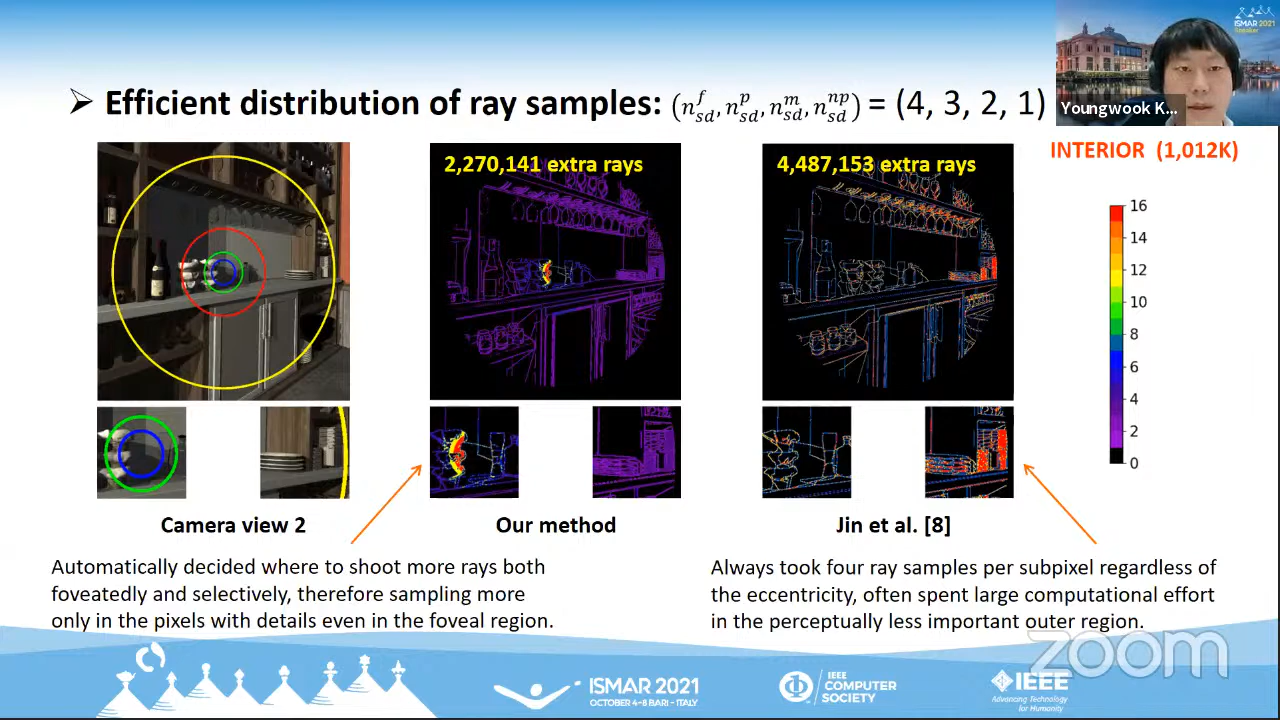 ISMAR 2021
➢ Efficient distribution of ray samples: (n^f_sd, n^p_sd, n^m_sd, n^np_sd) = (4, 3, 2, 1)
Youngwook K...
INTERIOR (1,012K)
2,270,141 extra rays
4,487,153 extra rays
16
14
12
10
8
6
4
2
0
Camera view 2
Our method
Jin et al. [8]
Automatically decided where to shoot more rays both
foveatedly and selectively, therefore sampling more
only in the pixels with details even in the foveal region.
Always took four ray samples per subpixel regardless of
the eccentricity, often spent large computational effort
in the perceptually less important outer region.
zoom
ISMAR 2021
OCTOBER 4-8 BARI - ITALY
IEEE
COMPUTER
SOCIETY
IEEE
Advancing Technology
for Humanity